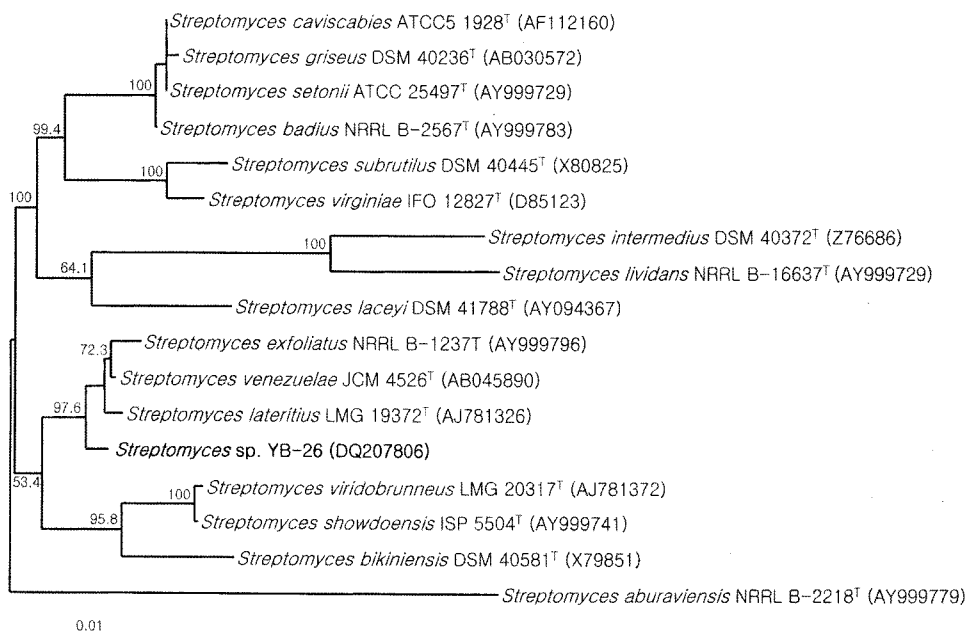 Streptomyces caviscabies ATCC5 1928ᵀ (AF112160)
Streptomyces griseus DSM 40236ᵀ (AB030572)
100
Streptomyces setonii ATCC 25497ᵀ (AY999729)
Streptomyces badius NRRL B-2567ᵀ (AY999783)
99.4
100
Streptomyces subrutilus DSM 40445ᵀ (X80825)
Streptomyces virginiae IFO 12827ᵀ (D85123)
100
100
Streptomyces intermedius DSM 40372ᵀ (Z76686)
64.1
Streptomyces lividans NRRL B-16637ᵀ (AY999729)
Streptomyces laceyi DSM 41788ᵀ (AY094367)
Streptomyces exfoliatus NRRL B-1237T (AY999796)
72.3
Streptomyces venezuelae JCM 4526ᵀ (AB045890)
97.6
Streptomyces lateritius LMG 19372ᵀ (AJ781326)
Streptomyces sp. YB-26 (DQ207806)
53.4
100
Streptomyces viridobrunneus LMG 20317ᵀ (AJ781372)
95.8
Streptomyces showdoensis ISP 5504ᵀ (AY999741)
Streptomyces bikiniensis DSM 40581ᵀ (X79851)
Streptomyces aburaviensis NRRL B-2218ᵀ (AY999779)
0.01